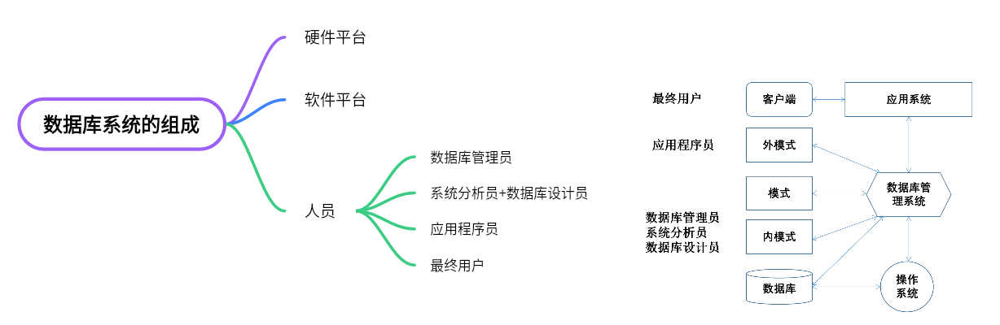 数据库系统的组成
硬件平台
软件平台
人员
数据库管理员
系统分析员+数据库设计员
应用程序员
最终用户
最终用户
客户端
应用系统
应用程序员
外模式
模式
数据库管
理系统
数据库管理员
系统分析员
数据库设计员
内模式
数据库
操作
系统